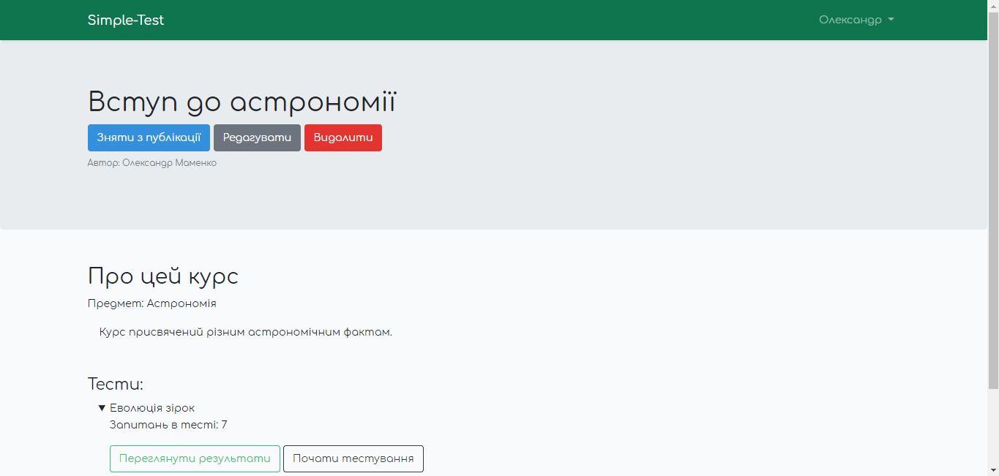 Simple-Test Олександр
Вступ до астрономії
Зняти з публікації Редагувати Видалити
Автор: Олександр Маменко
Про цей курс
Предмет: Астрономія
Курс присвячений різним астрономічним фактам.
Тести:
Еволюція зірок
Запитань в тесті: 7
Переглянути результати Почати тестування